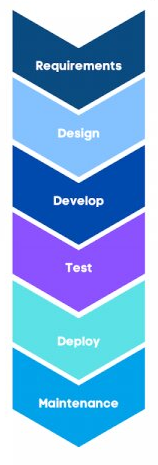 Requirements
Design
Develop
Test
Deploy
Maintenance